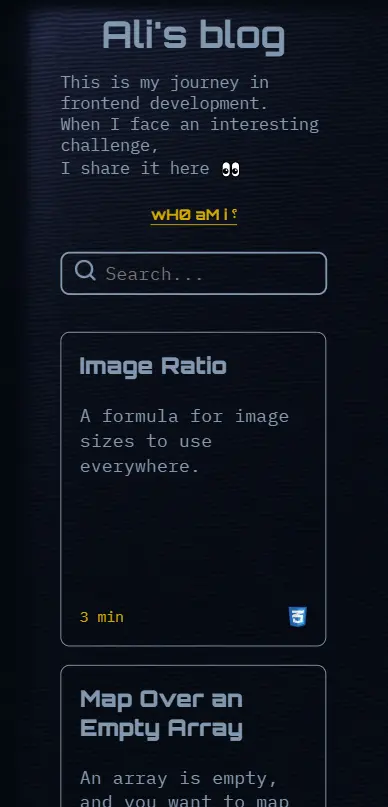 Ali's blog
This is my journey in
frontend development.
When I face an interesting
challenge,
I share it here 👀
wHØ aM i ؟
Search...
Image Ratio
A formula for image
sizes to use
everywhere.
3 min
Map Over an
Empty Array
An array is empty,
and you want to map